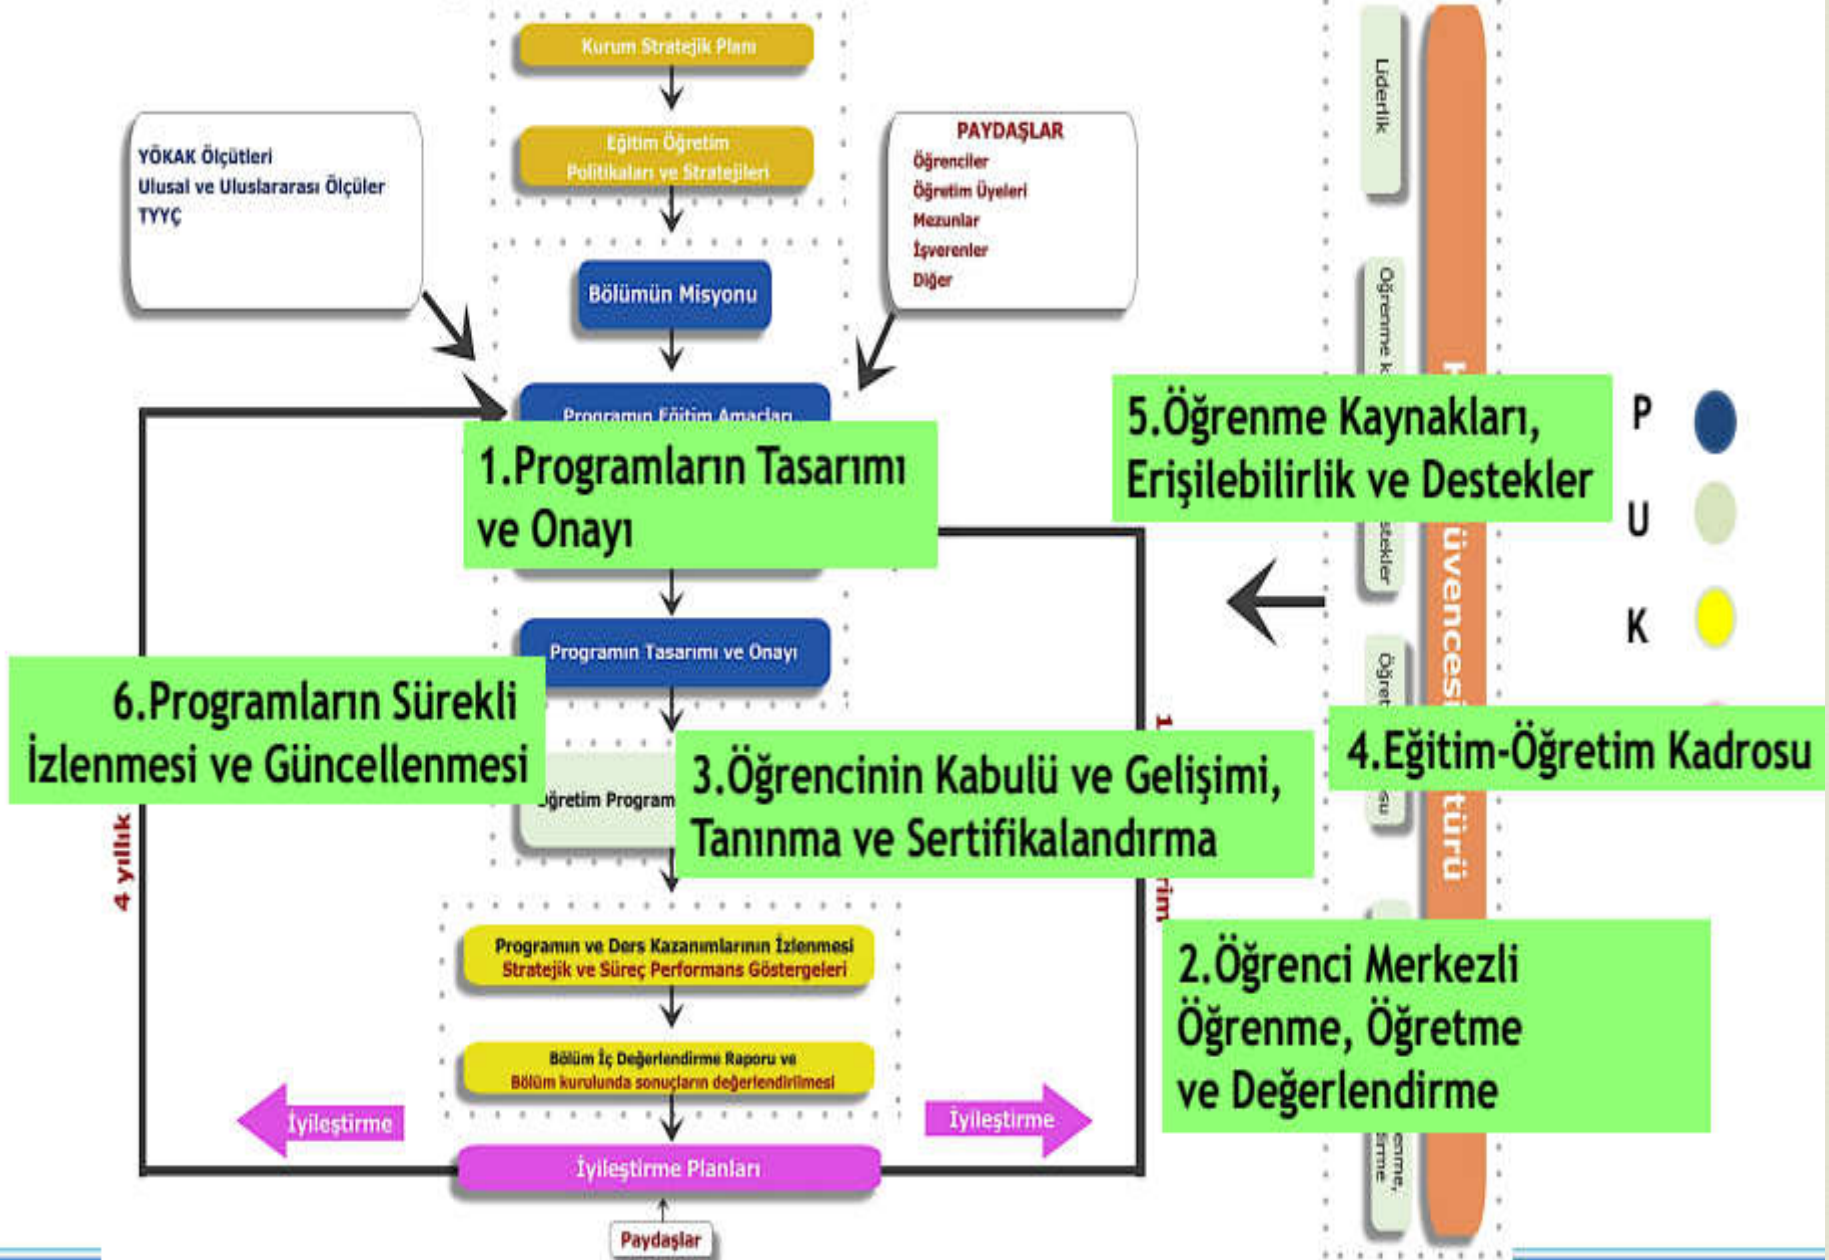 Kurum Stratejik Planı
Eğitim Öğretim
Politikaları ve Stratejileri
YÖKAK Ölçütleri
Ulusal ve Uluslararası Ölçüler
TYYÇ
PAYDAŞLAR
Öğrenciler
Öğretim Üyeleri
Mezunlar
İşverenler
Diğer
Bölümün Misyonu
Programın Eğitim Amaçları
1.Programların Tasarımı
ve Onayı
Programın Tasarımı ve Onayı
6.Programların Sürekli
İzlenmesi ve Güncellenmesi
3.Öğrencinin Kabulü ve Gelişimi,
Tanınma ve Sertifikalandırma
4 yıllık
Programın ve Ders Kazanımlarının İzlenmesi
Stratejik ve Süreç Performans Göstergeleri
Bölüm İç Değerlendirme Raporu ve
Bölüm kurulunda sonuçların değerlendirilmesi
İyileştirme
İyileştirme
İyileştirme Planları
Paydaşlar
Liderlik
5.Öğrenme Kaynakları,
Erişilebilirlik ve Destekler
4.Eğitim-Öğretim Kadrosu
2.Öğrenci Merkezli
Öğrenme, Öğretme
ve Değerlendirme
P
U
K